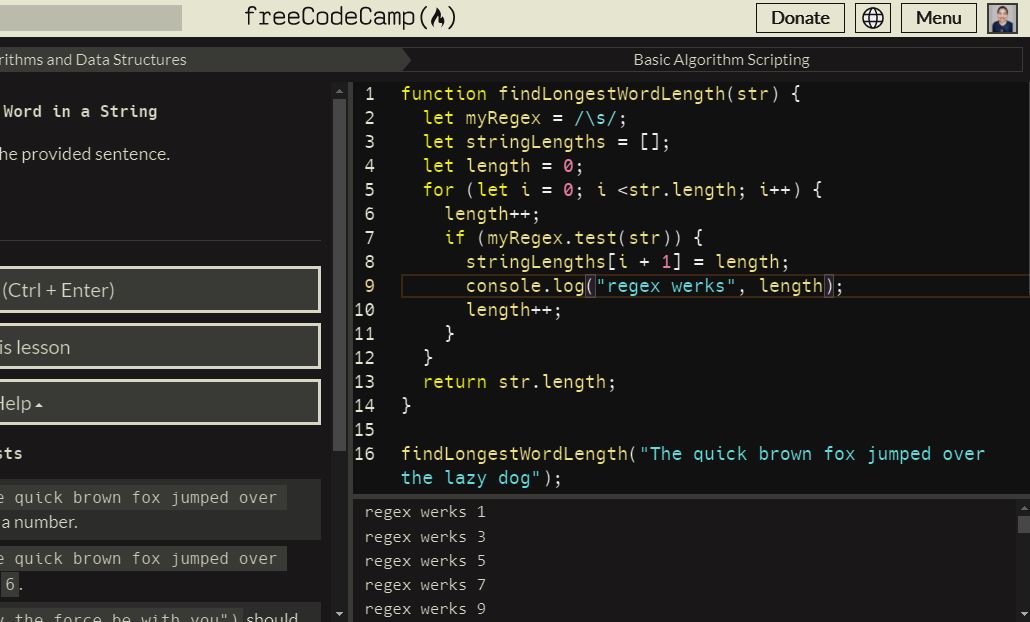 freeCodeCamp
Donate
Menu
rithms and Data Structures
Basic Algorithm Scripting
Word in a String
he provided sentence.
(Ctrl + Enter)
is lesson
Help
sts
e quick brown fox jumped over
a number.
e quick brown fox jumped over
6.
y the force be with you") should
1 function findLongestWordLength(str) {
2 let myRegex = /\s/;
3 let stringLengths = [];
4 let length = 0;
5 for (let i = 0; i <str.length; i++) {
6 length++;
7 if (myRegex.test(str)) {
8 stringLengths[i + 1] = length;
9 console.log("regex werks", length);
10 length++;
11 }
12 }
13 return str.length;
14 }
15
16 findLongestWordLength("The quick brown fox jumped over
the lazy dog");
regex werks 1
regex werks 3
regex werks 5
regex werks 7
regex werks 9